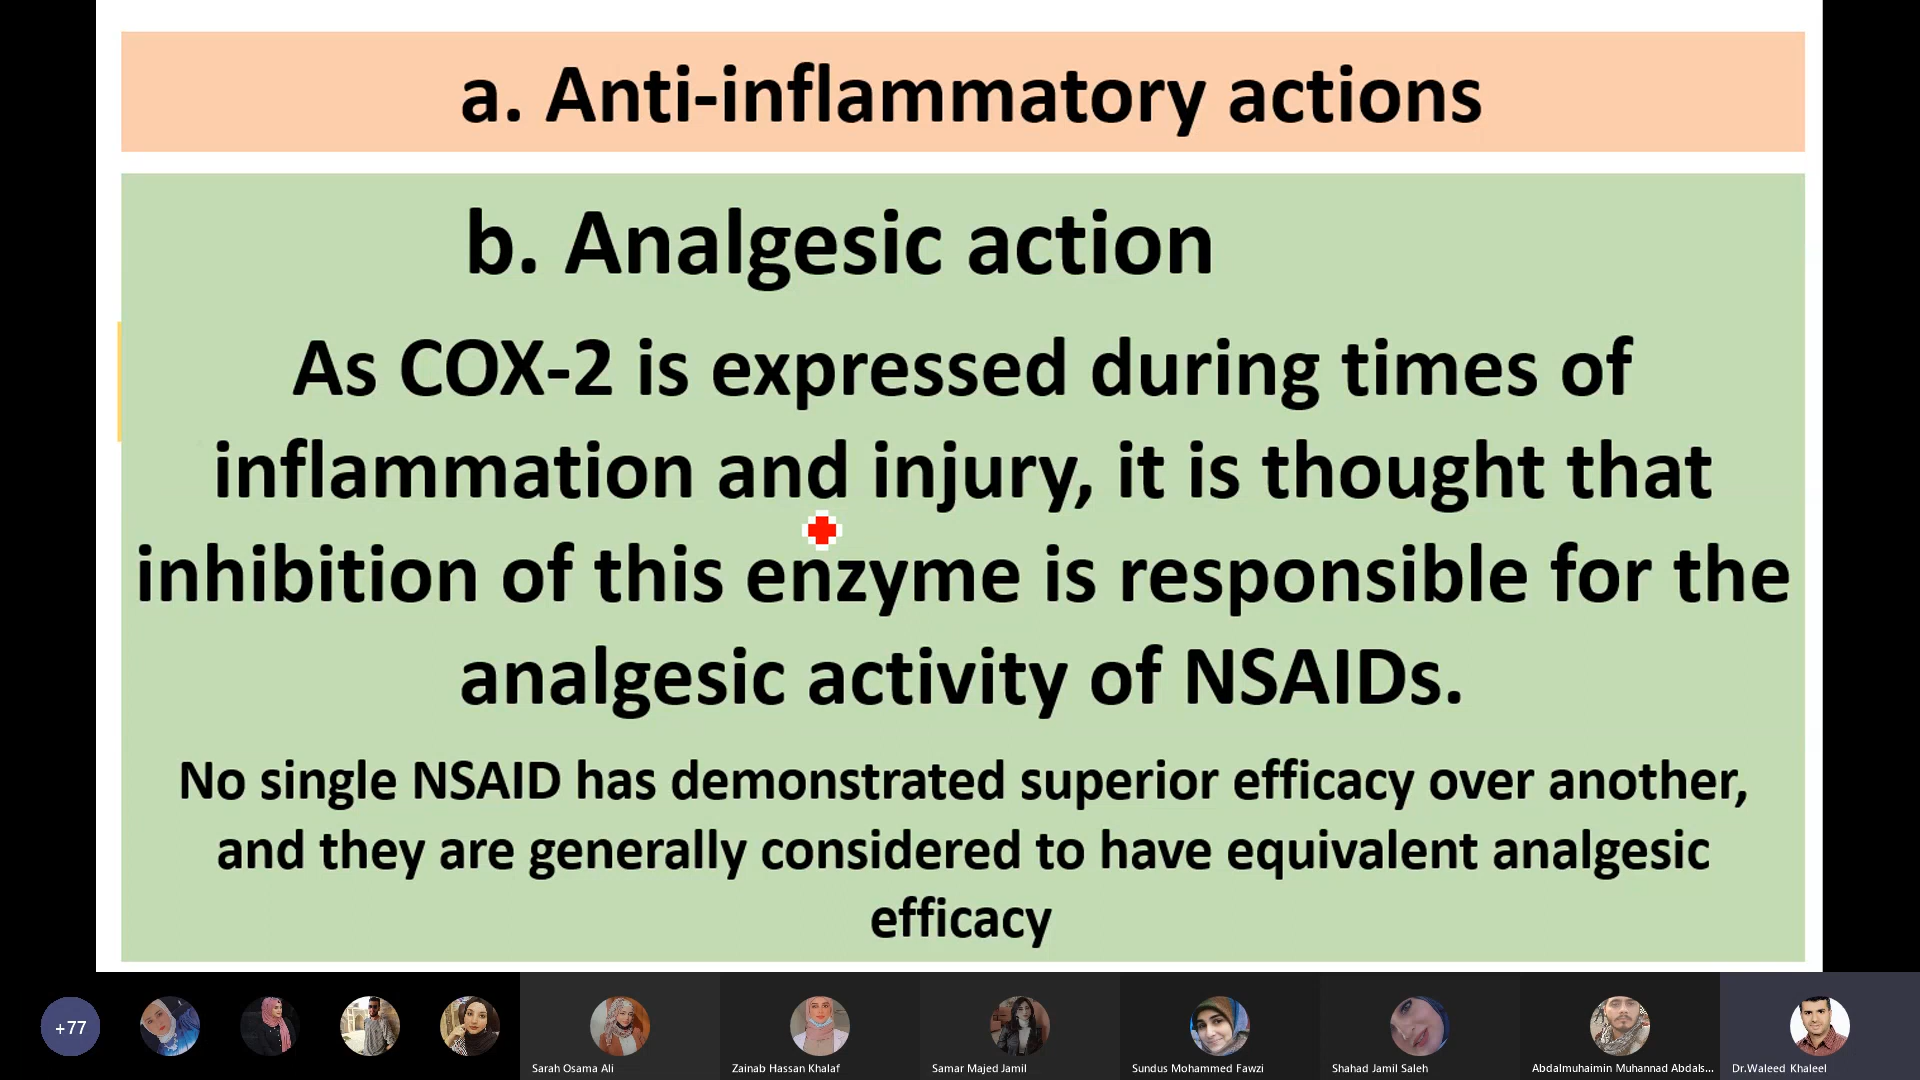 a. Anti-inflammatory actions
b. Analgesic action
As COX-2 is expressed during times of
inflammation and injury, it is thought that
inhibition of this enzyme is responsible for the
analgesic activity of NSAIDs.
No single NSAID has demonstrated superior efficacy over another,
and they are generally considered to have equivalent analgesic
efficacy
+77
Sarah Osama Ali
Zainab Hassan Khalaf
Samar Majed Jamil
Sundus Mohammed Fawzi
Shahad Jamil Saleh
Abdalmuhaimin Muhannad Abdals...
Dr.Waleed Khaleel